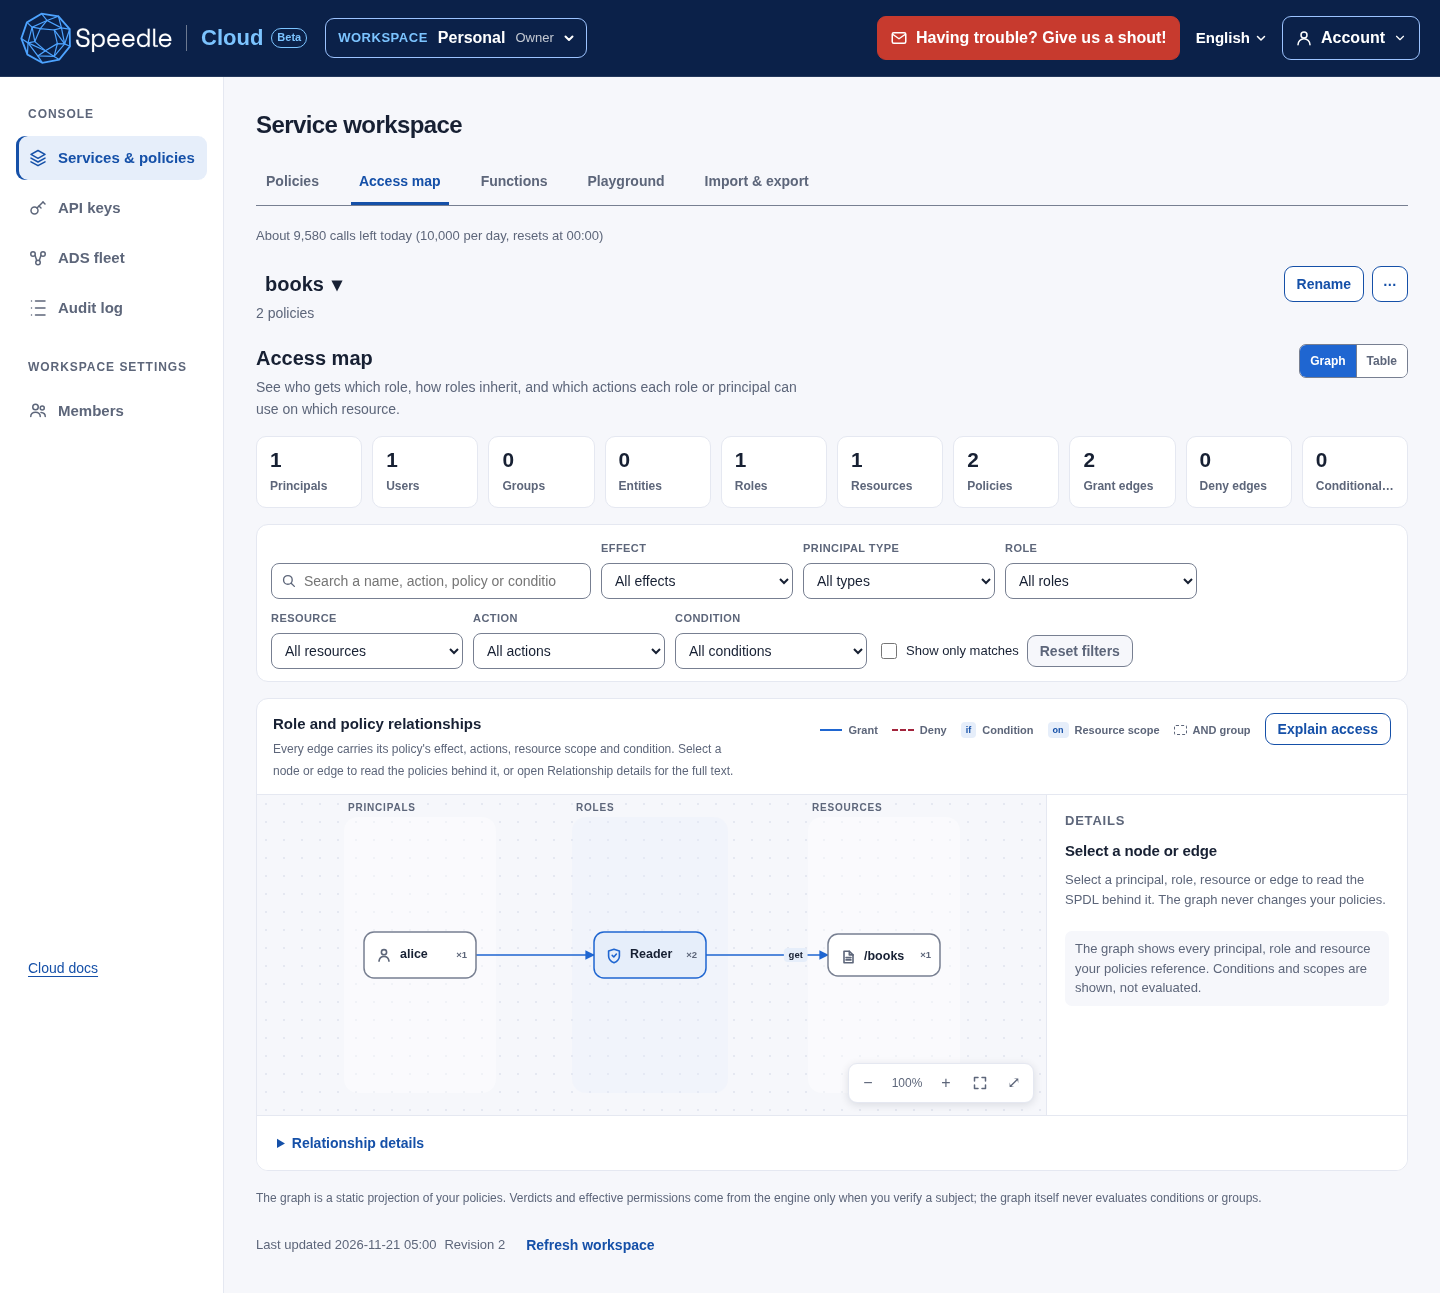 Speedle
Cloud Beta
WORKSPACE Personal Owner
Having trouble? Give us a shout!
English
Account
CONSOLE
Services & policies
API keys
ADS fleet
Audit log
WORKSPACE SETTINGS
Members
Cloud docs
Service workspace
Policies Access map Functions Playground Import & export
About 9,580 calls left today (10,000 per day, resets at 00:00)
books ▾
Rename ...
2 policies
Access map
Graph Table
See who gets which role, how roles inherit, and which actions each role or principal can
use on which resource.
1 1 0 0 1 1 2 2 0 0
Principals Users Groups Entities Roles Resources Policies Grant edges Deny edges Conditional...
EFFECT PRINCIPAL TYPE ROLE
Search a name, action, policy or conditio All effects All types All roles
RESOURCE ACTION CONDITION
All resources All actions All conditions Show only matches Reset filters
Role and policy relationships
Grant Deny if Condition on Resource scope AND group Explain access
Every edge carries its policy's effect, actions, resource scope and condition. Select a
node or edge to read the policies behind it, or open Relationship details for the full text.
PRINCIPALS ROLES RESOURCES
alice ×1 Reader ×2 get /books ×1
− 100% +
DETAILS
Select a node or edge
Select a principal, role, resource or edge to read the
SPDL behind it. The graph never changes your policies.
The graph shows every principal, role and resource
your policies reference. Conditions and scopes are
shown, not evaluated.
Relationship details
The graph is a static projection of your policies. Verdicts and effective permissions come from the engine only when you verify a subject; the graph itself never evaluates conditions or groups.
Last updated 2026-11-21 05:00 Revision 2 Refresh workspace